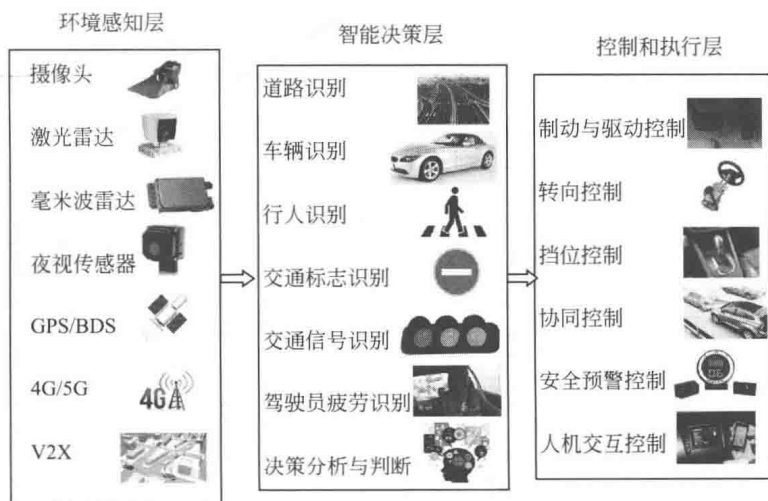 环境感知层
摄像头
激光雷达
毫米波雷达
夜视传感器
GPS/BDS
4G/5G
4G
V2X
智能决策层
道路识别
车辆识别
行人识别
交通标志识别
交通信号识别
驾驶员疲劳识别
决策分析与判断
控制和执行层
制动与驱动控制
转向控制
挡位控制
协同控制
安全预警控制
人机交互控制